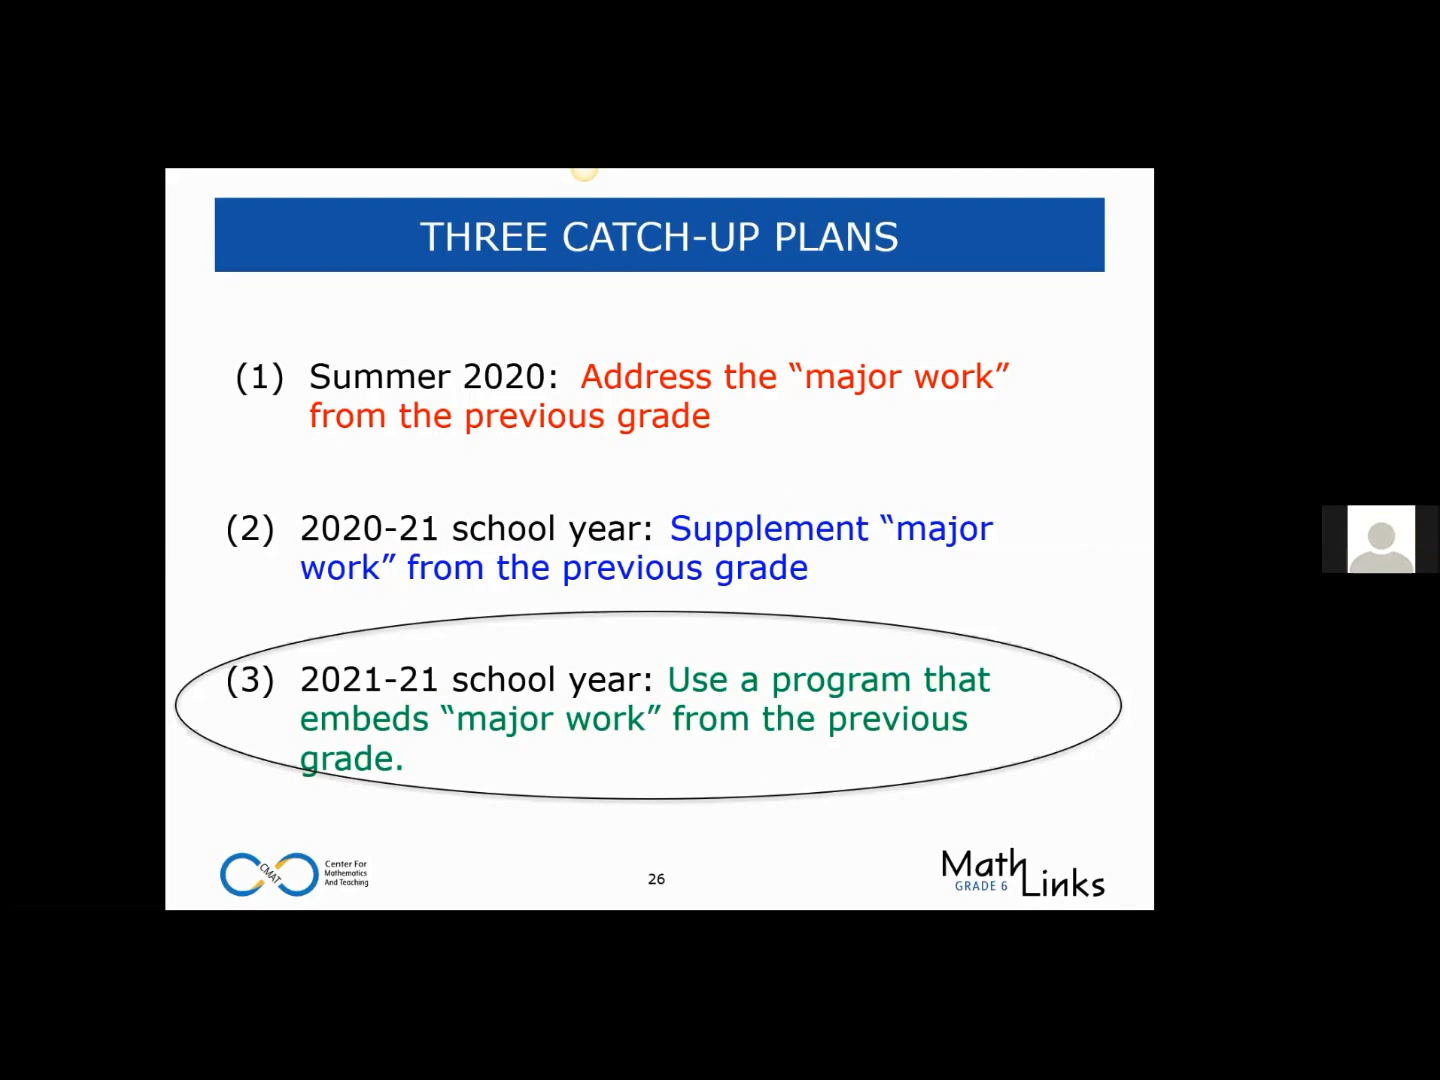 THREE CATCH-UP PLANS
(1) Summer 2020: Address the “major work”
from the previous grade
(2) 2020-21 school year: Supplement “major
work” from the previous grade
(3) 2021-21 school year: Use a program that
embeds “major work” from the previous
grade.
CMAT
Center For
Mathematics
And Teaching
26
Math
GRADE 6
Links